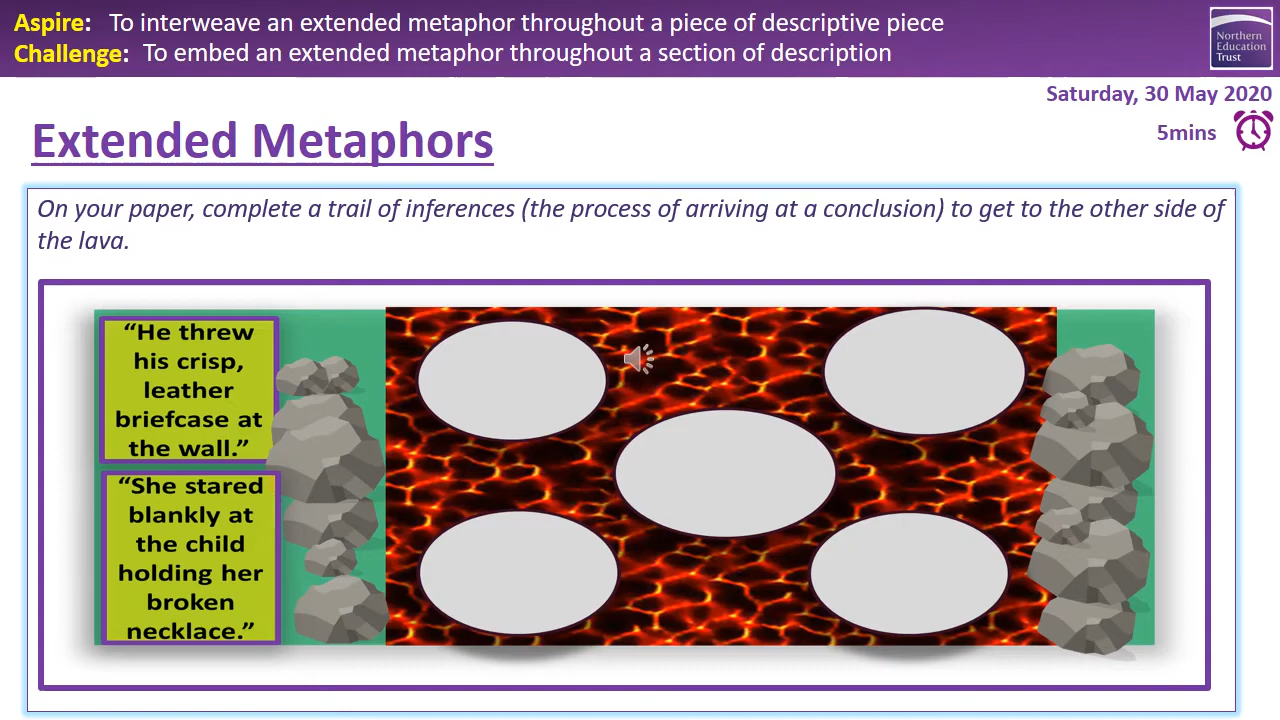 Aspire: To interweave an extended metaphor throughout a piece of descriptive piece
Challenge: To embed an extended metaphor throughout a section of description
Northern
Education
Trust
Saturday, 30 May 2020
5mins
Extended Metaphors
On your paper, complete a trail of inferences (the process of arriving at a conclusion) to get to the other side of
the lava.
“He threw
his crisp,
leather
briefcase at
the wall.”
“She stared
blankly at
the child
holding her
broken
necklace.”